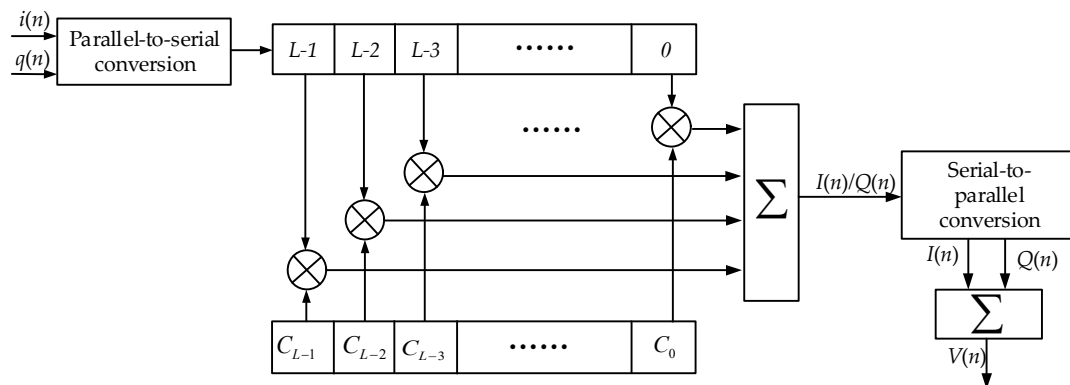 i(n)
q(n)
Parallel-to-serial
conversion
L-1 L-2 L-3 •••••• 0
••••••
∑
I(n)/Q(n)
Serial-to-
parallel
conversion
I(n) Q(n)
∑
V(n)
C_{L-1} C_{L-2} C_{L-3} •••••• C_0